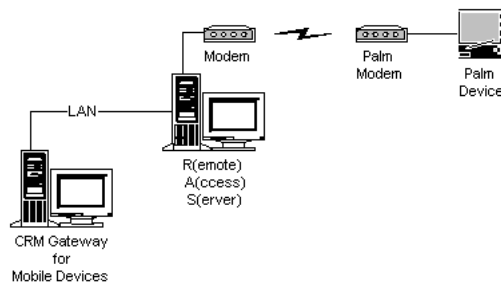 Modem
Palm
Modem
Palm
Device
LAN
R(emote)
A(ccess)
S(erver)
CRM Gateway
for
Mobile Devices